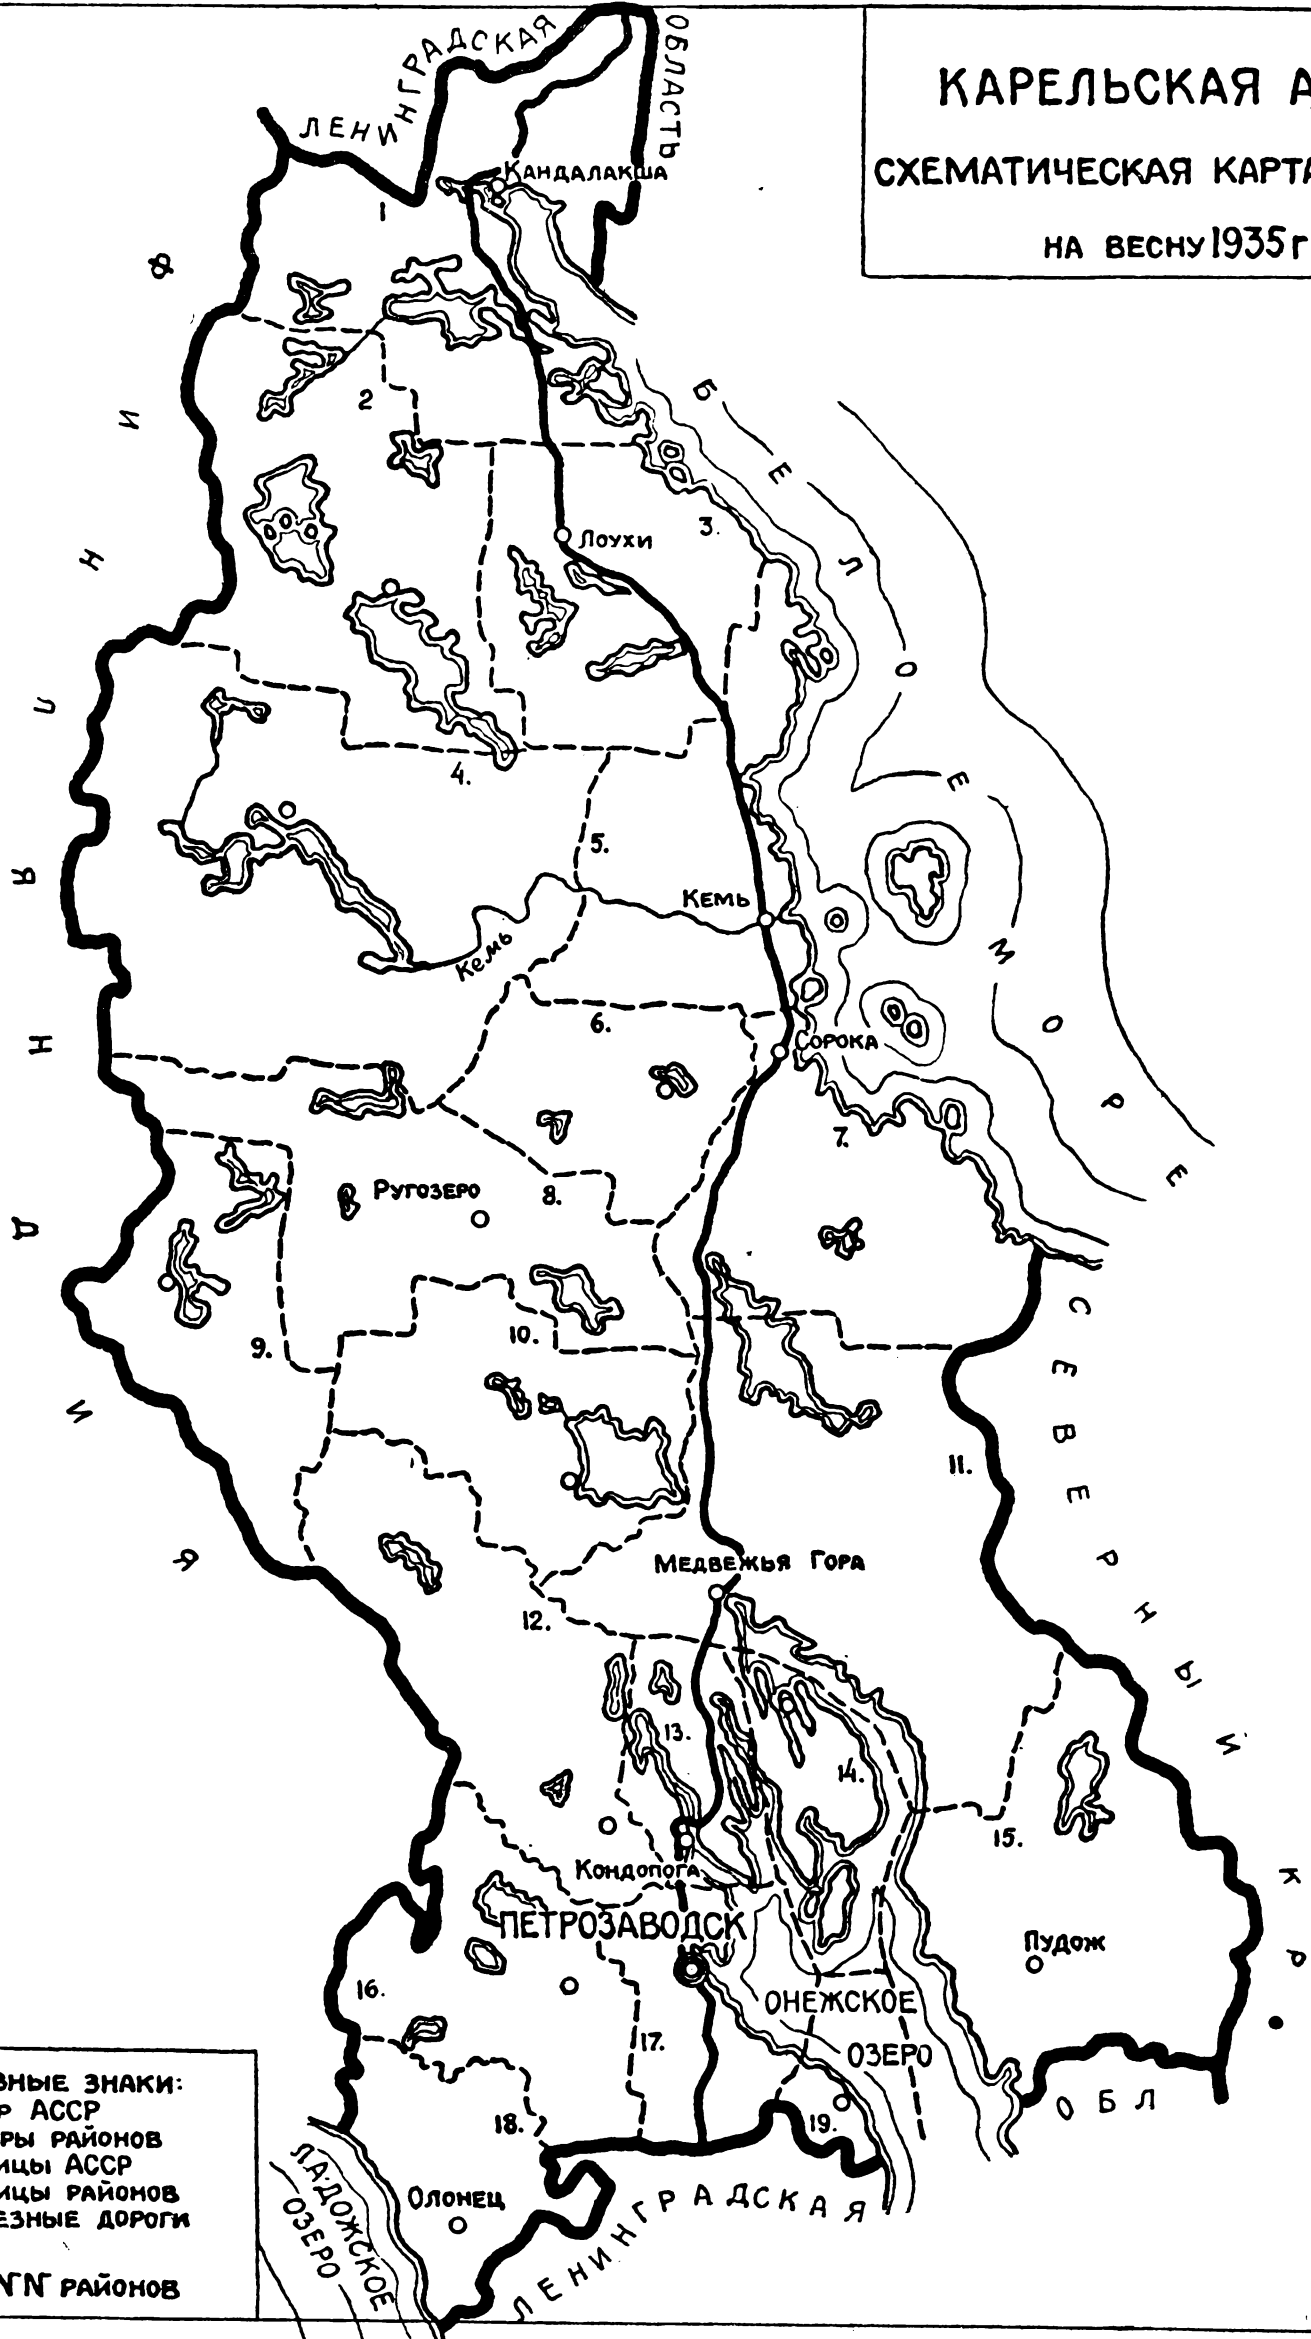 КАРЕЛЬСКАЯ А
СХЕМАТИЧЕСКАЯ КАРТА
НА ВЕСНУ 1935 г
ЛЕНИНГРАДСКАЯ
ОБЛАСТЬ
КАНДАЛАКША
1
ФИНЛЯНДИЯ
2
БЕЛОЕ МОРЕ
3.
ЛОУХИ
4.
5.
КЕМЬ
Кемь
6.
СОРОКА
7.
РУГОЗЕРО
8.
9.
10.
СЕВЕРНЫЙ КР.
11.
МЕДВЕЖЬЯ ГОРА
12.
13.
14.
15.
КОНДОПОГА
ПЕТРОЗАВОДСК
ПУДОЖ
16.
ОНЕЖСКОЕ
ОЗЕРО
17.
18.
19.
ОБЛ
ОЛОНЕЦ
ЛАДОЖСКОЕ
ОЗЕРО
ЛЕНИНГРАДСКАЯ
ВНЫЕ ЗНАКИ:
Р АССР
РЫ РАЙОНОВ
ИЦЫ АССР
ИЦЫ РАЙОНОВ
ЕЗНЫЕ ДОРОГИ
NN РАЙОНОВ